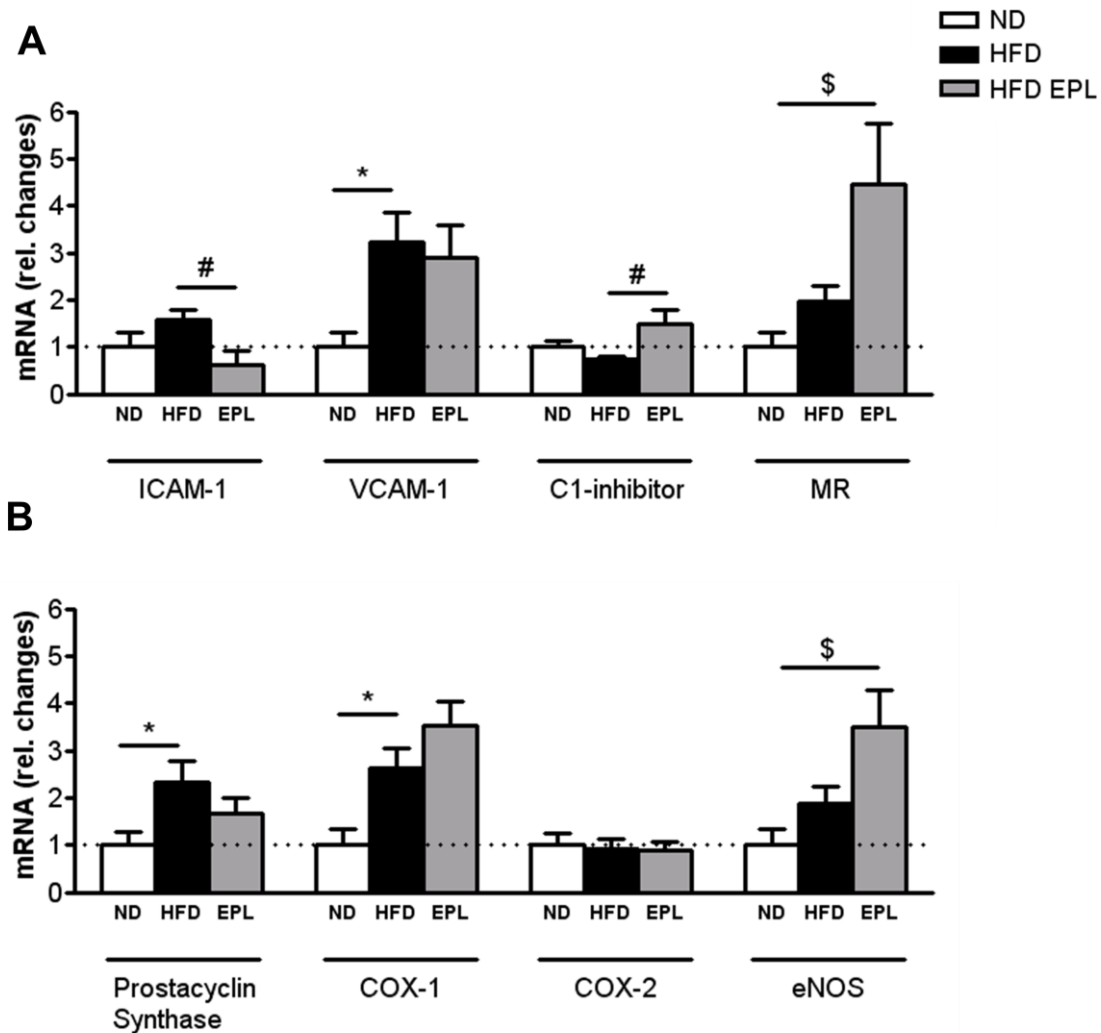 A
ND
HFD
HFD EPL
mRNA (rel. changes)
6
5
4
3
2
1
0
#
*
#
$
ND HFD EPL ND HFD EPL ND HFD EPL ND HFD EPL
ICAM-1 VCAM-1 C1-inhibitor MR
B
mRNA (rel. changes)
6
5
4
3
2
1
0
*
*
$
ND HFD EPL ND HFD EPL ND HFD EPL ND HFD EPL
Prostacyclin COX-1 COX-2 eNOS
Synthase